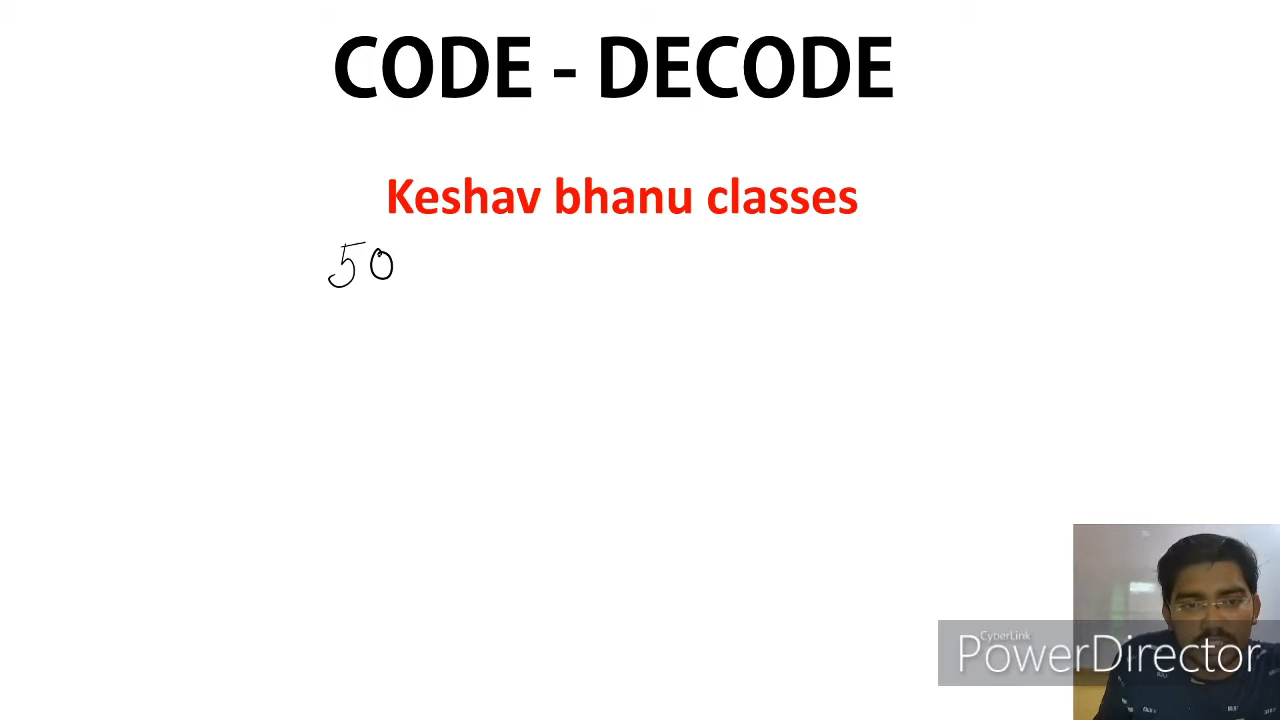 CODE - DECODE
Keshav bhanu classes
50
CyberLink
PowerDirector